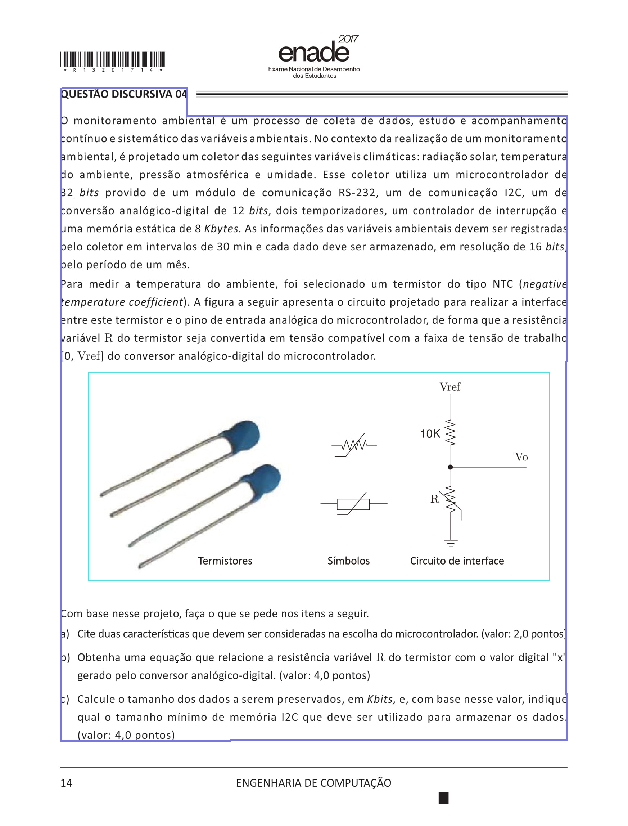 2017
enade
Exame Nacional de Desempenho
dos Estudantes
*R1320171 4*
QUESTÃO DISCURSIVA 04
O monitoramento ambiental é um processo de coleta de dados, estudo e acompanhamento
contínuo e sistemático das variáveis ambientais. No contexto da realização de um monitoramento
ambiental, é projetado um coletor das seguintes variáveis climáticas: radiação solar, temperatura
do ambiente, pressão atmosférica e umidade. Esse coletor utiliza um microcontrolador de
32 bits provido de um módulo de comunicação RS-232, um de comunicação I2C, um de
conversão analógico-digital de 12 bits, dois temporizadores, um controlador de interrupção e
uma memória estática de 8 Kbytes. As informações das variáveis ambientais devem ser registradas
pelo coletor em intervalos de 30 min e cada dado deve ser armazenado, em resolução de 16 bits,
pelo período de um mês.
Para medir a temperatura do ambiente, foi selecionado um termistor do tipo NTC (negative
temperature coefficient). A figura a seguir apresenta o circuito projetado para realizar a interface
entre este termistor e o pino de entrada analógica do microcontrolador, de forma que a resistência
variável R do termistor seja convertida em tensão compatível com a faixa de tensão de trabalho
[0, Vref] do conversor analógico-digital do microcontrolador.
Vref
10K
Vo
R
Termistores Símbolos Circuito de interface
Com base nesse projeto, faça o que se pede nos itens a seguir.
a) Cite duas características que devem ser consideradas na escolha do microcontrolador. (valor: 2,0 pontos)
b) Obtenha uma equação que relacione a resistência variável R do termistor com o valor digital "x"
gerado pelo conversor analógico-digital. (valor: 4,0 pontos)
c) Calcule o tamanho dos dados a serem preservados, em Kbits, e, com base nesse valor, indique
qual o tamanho mínimo de memória I2C que deve ser utilizado para armazenar os dados.
(valor: 4,0 pontos)
14 ENGENHARIA DE COMPUTAÇÃO